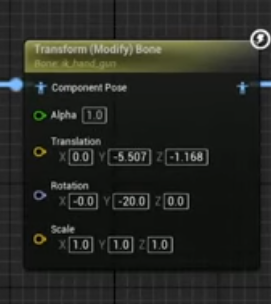 Transform (Modify) Bone
Bone: ik_hand_gun
Component Pose
Alpha 1.0
Translation
X 0.0 Y -5.507 Z -1.168
Rotation
X -0.0 Y -20.0 Z 0.0
Scale
X 1.0 Y 1.0 Z 1.0